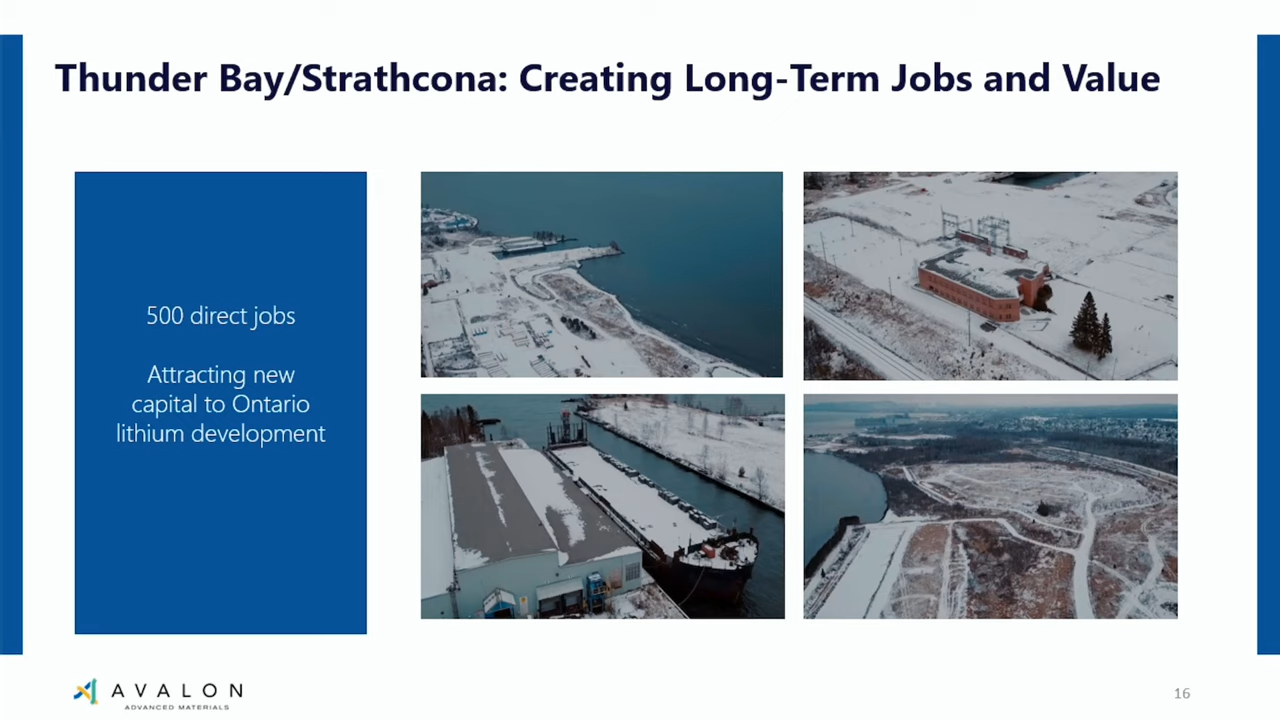 Thunder Bay/Strathcona: Creating Long-Term Jobs and Value
500 direct jobs
Attracting new
capital to Ontario
lithium development
AVALON
ADVANCED MATERIALS
16